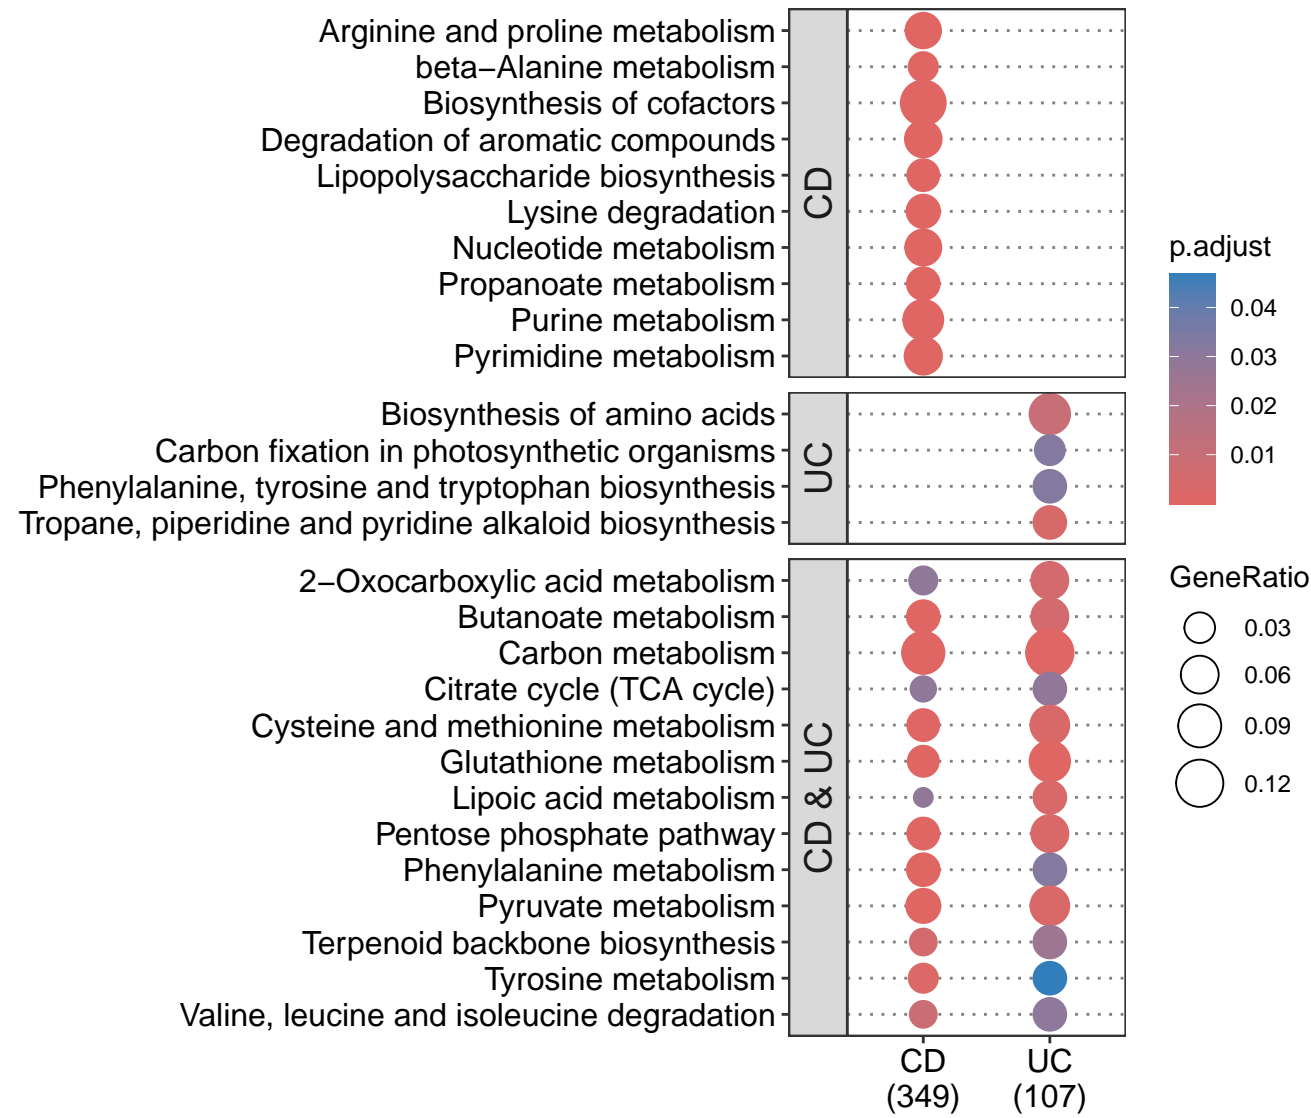 Arginine and proline metabolism
beta−Alanine metabolism
Biosynthesis of cofactors
Degradation of aromatic compounds
Lipopolysaccharide biosynthesis
Lysine degradation
Nucleotide metabolism
Propanoate metabolism
Purine metabolism
Pyrimidine metabolism
CD
Biosynthesis of amino acids
Carbon fixation in photosynthetic organisms
Phenylalanine, tyrosine and tryptophan biosynthesis
Tropane, piperidine and pyridine alkaloid biosynthesis
UC
2−Oxocarboxylic acid metabolism
Butanoate metabolism
Carbon metabolism
Citrate cycle (TCA cycle)
Cysteine and methionine metabolism
Glutathione metabolism
Lipoic acid metabolism
Pentose phosphate pathway
Phenylalanine metabolism
Pyruvate metabolism
Terpenoid backbone biosynthesis
Tyrosine metabolism
Valine, leucine and isoleucine degradation
CD & UC
CD
(349)
UC
(107)
p.adjust
0.04
0.03
0.02
0.01
GeneRatio
0.03
0.06
0.09
0.12